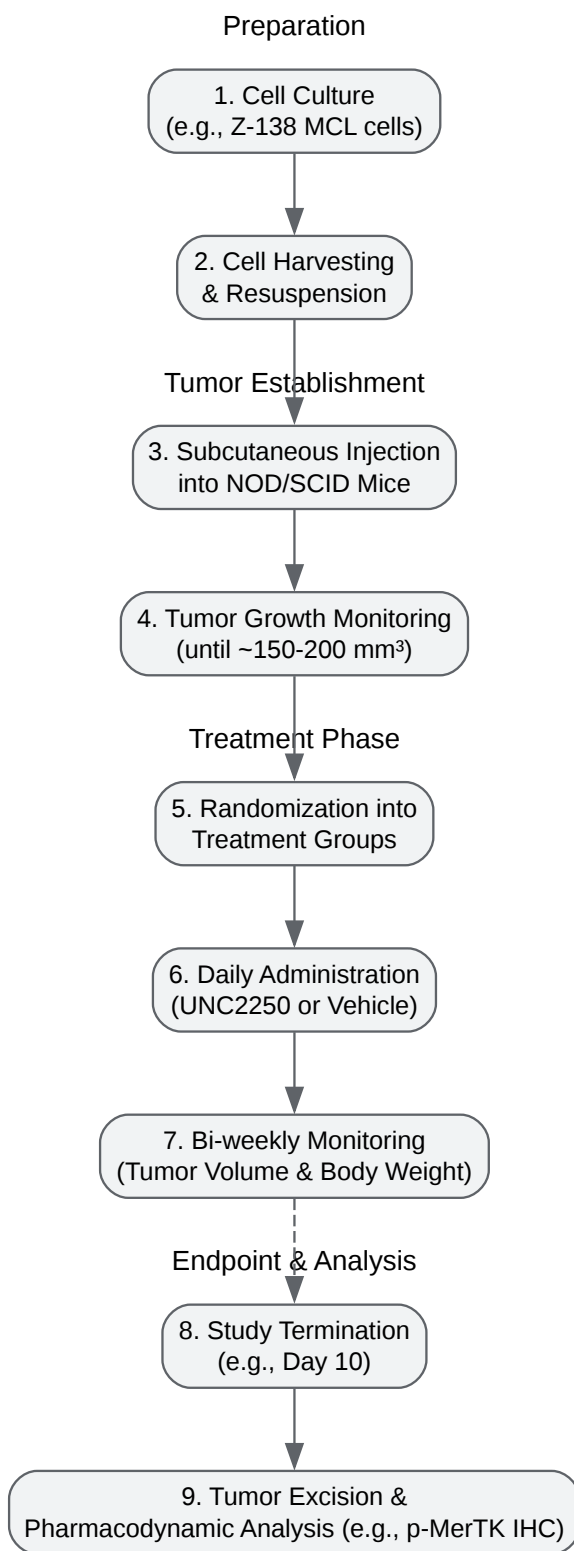 Preparation
1. Cell Culture
(e.g., Z-138 MCL cells)
2. Cell Harvesting
& Resuspension
Tumor Establishment
3. Subcutaneous Injection
into NOD/SCID Mice
4. Tumor Growth Monitoring
(until ~150-200 mm³)
Treatment Phase
5. Randomization into
Treatment Groups
6. Daily Administration
(UNC2250 or Vehicle)
7. Bi-weekly Monitoring
(Tumor Volume & Body Weight)
Endpoint & Analysis
8. Study Termination
(e.g., Day 10)
9. Tumor Excision &
Pharmacodynamic Analysis (e.g., p-MerTK IHC)